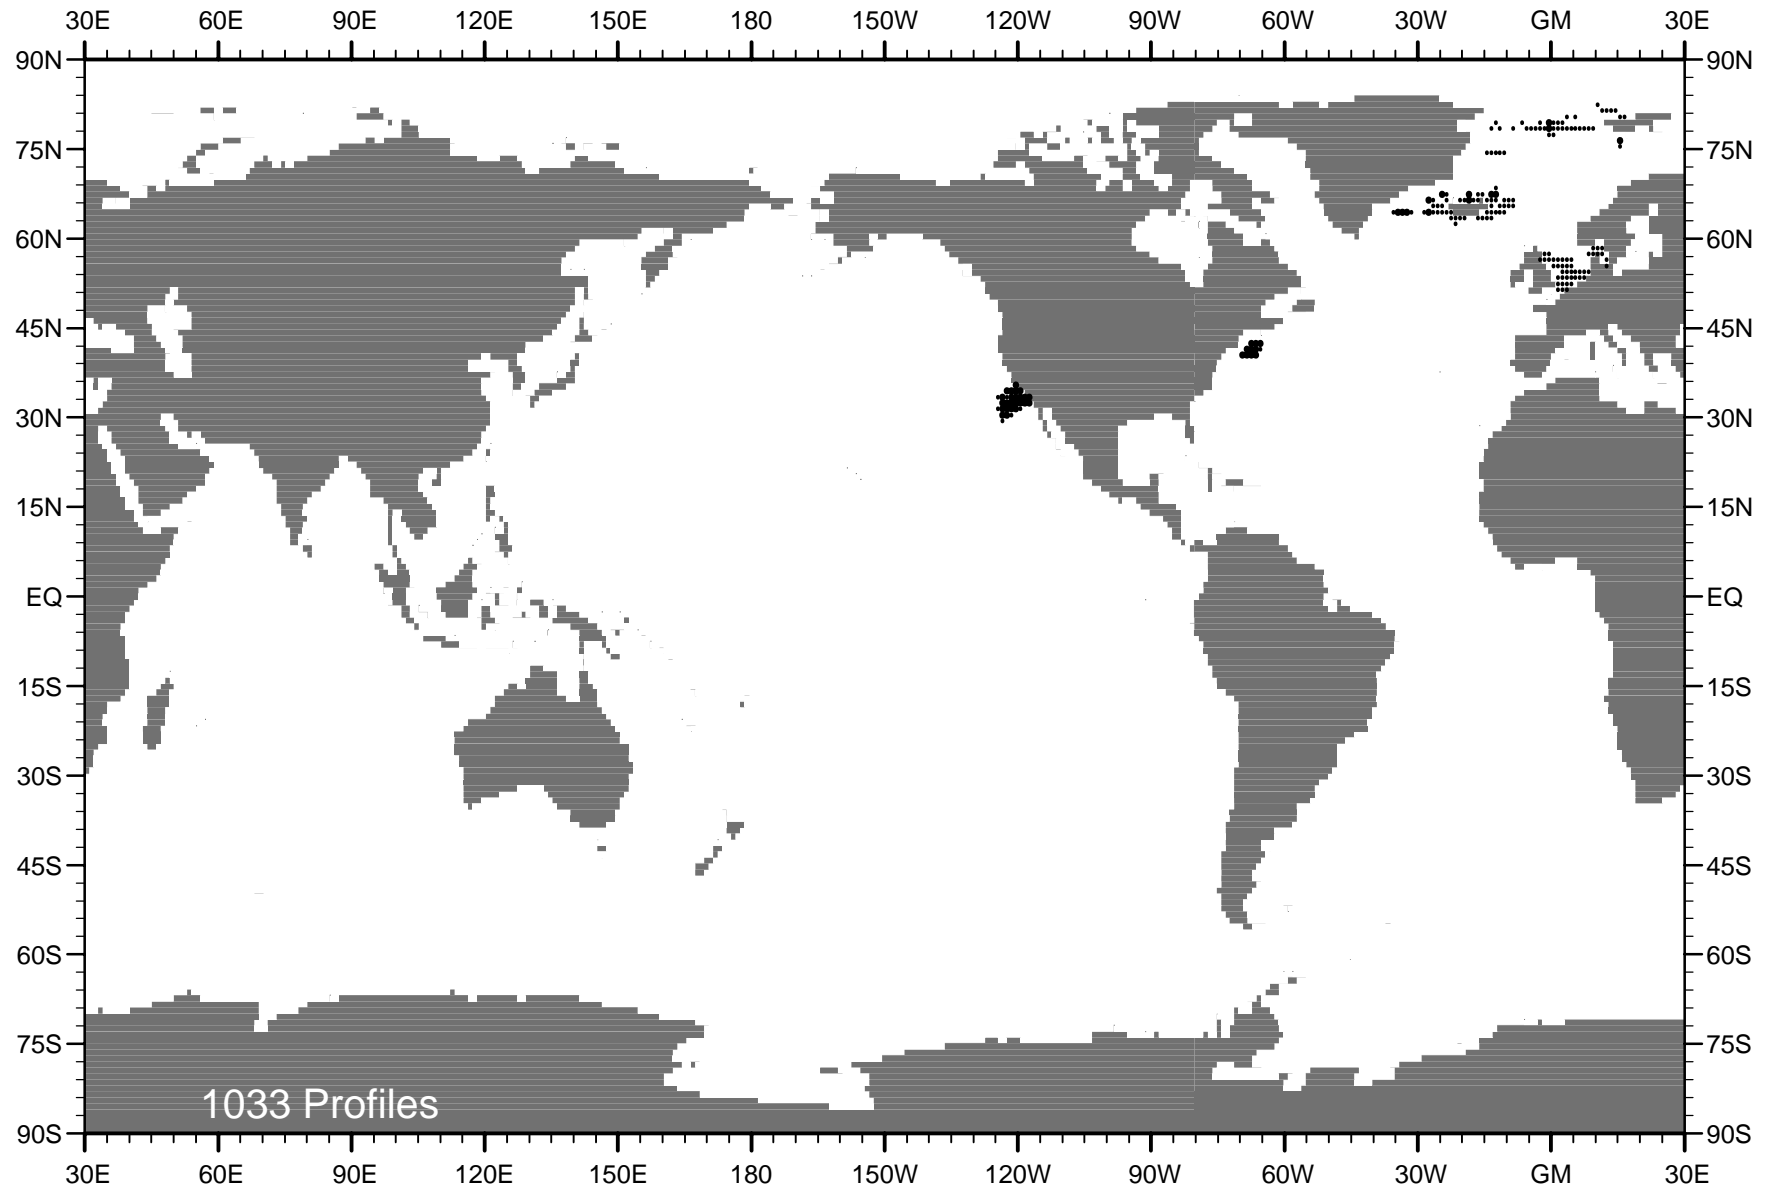 30E 60E 90E 120E 150E 180 150W 120W 90W 60W 30W GM 30E
90N 90N
75N 75N
60N 60N
45N 45N
30N 30N
15N 15N
EQ EQ
15S 15S
30S 30S
45S 45S
60S 60S
75S 75S
1033 Profiles
90S 90S
30E 60E 90E 120E 150E 180 150W 120W 90W 60W 30W GM 30E